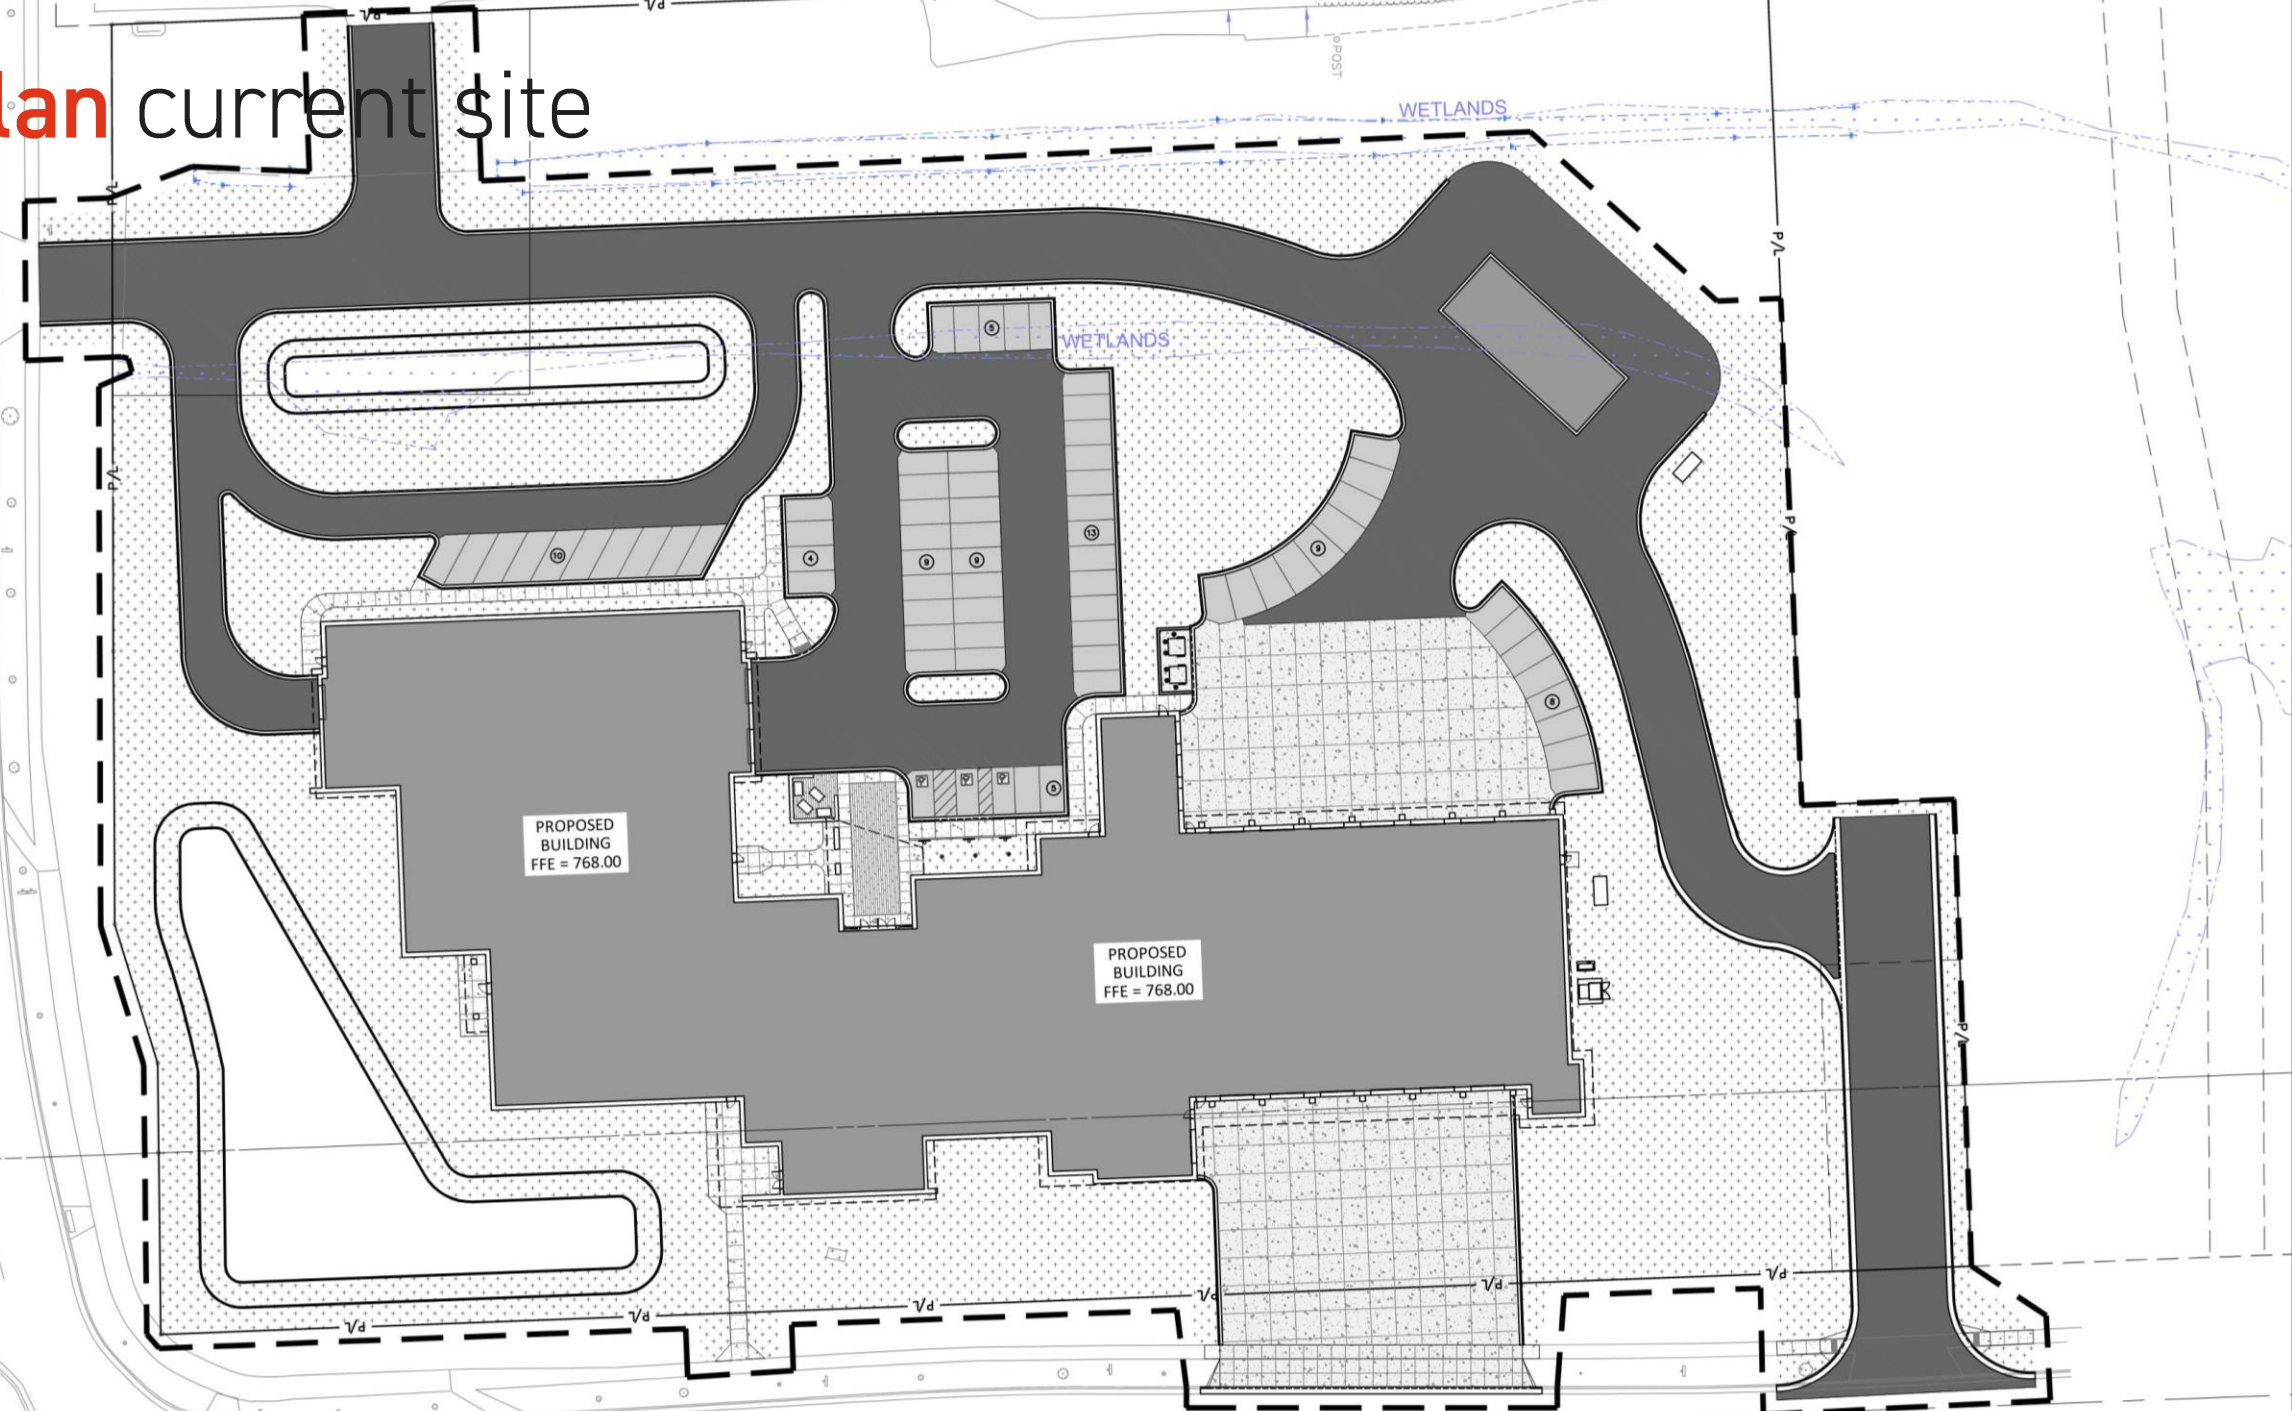 P/L
P/L
POST
lan current site
WETLANDS
P/L
P/L
WETLANDS
5
P/L
P/L
13
10
4
9
9
9
8
5
PROPOSED
BUILDING
FFE = 768.00
PROPOSED
BUILDING
FFE = 768.00
P/L
P/L
P/L
P/L
P/L
P/L
P/L